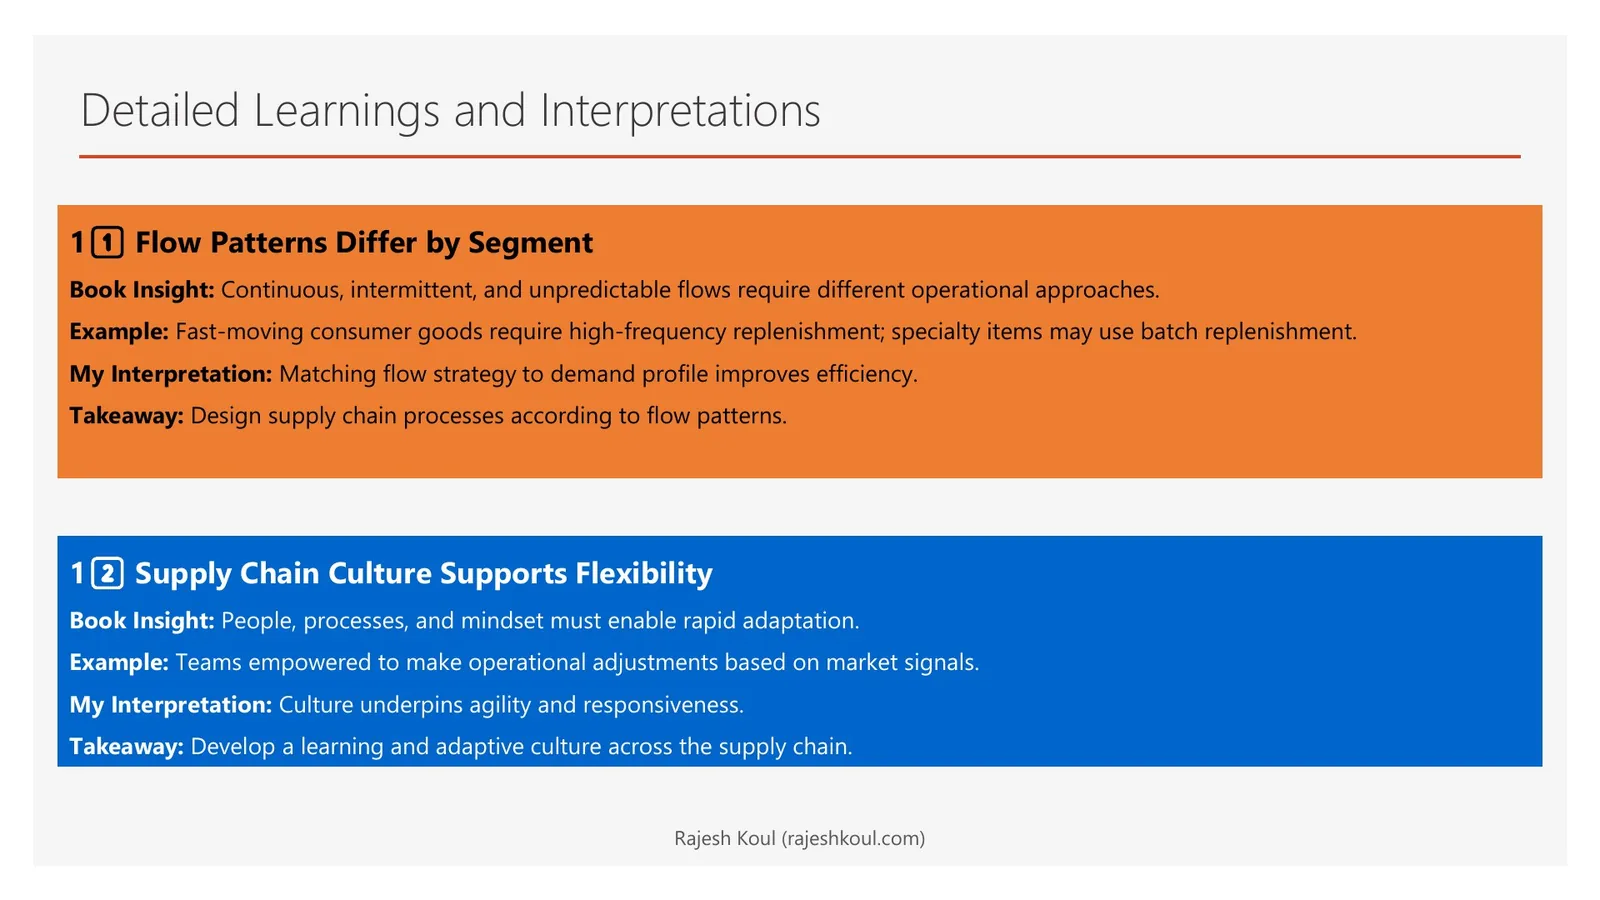 Detailed Learnings and Interpretations
11️⃣ Flow Patterns Differ by Segment
Book Insight: Continuous, intermittent, and unpredictable flows require different operational approaches.
Example: Fast-moving consumer goods require high-frequency replenishment; specialty items may use batch replenishment.
My Interpretation: Matching flow strategy to demand profile improves efficiency.
Takeaway: Design supply chain processes according to flow patterns.
12️⃣ Supply Chain Culture Supports Flexibility
Book Insight: People, processes, and mindset must enable rapid adaptation.
Example: Teams empowered to make operational adjustments based on market signals.
My Interpretation: Culture underpins agility and responsiveness.
Takeaway: Develop a learning and adaptive culture across the supply chain.
Rajesh Koul (rajeshkoul.com)